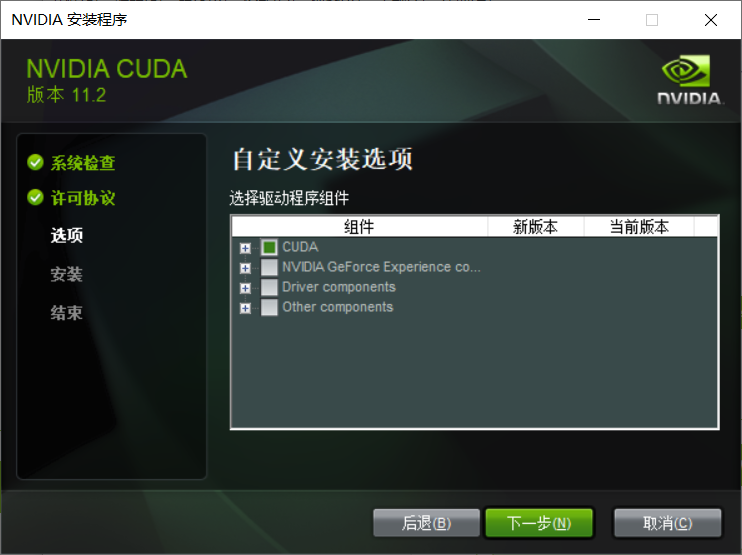 NVIDIA 安装程序
NVIDIA CUDA
版本 11.2
NVIDIA.
系统检查
许可协议
选项
安装
结束
自定义安装选项
选择驱动程序组件
组件 新版本 当前版本
CUDA
NVIDIA GeForce Experience co...
Driver components
Other components
后退(B) 下一步(N) 取消(C)